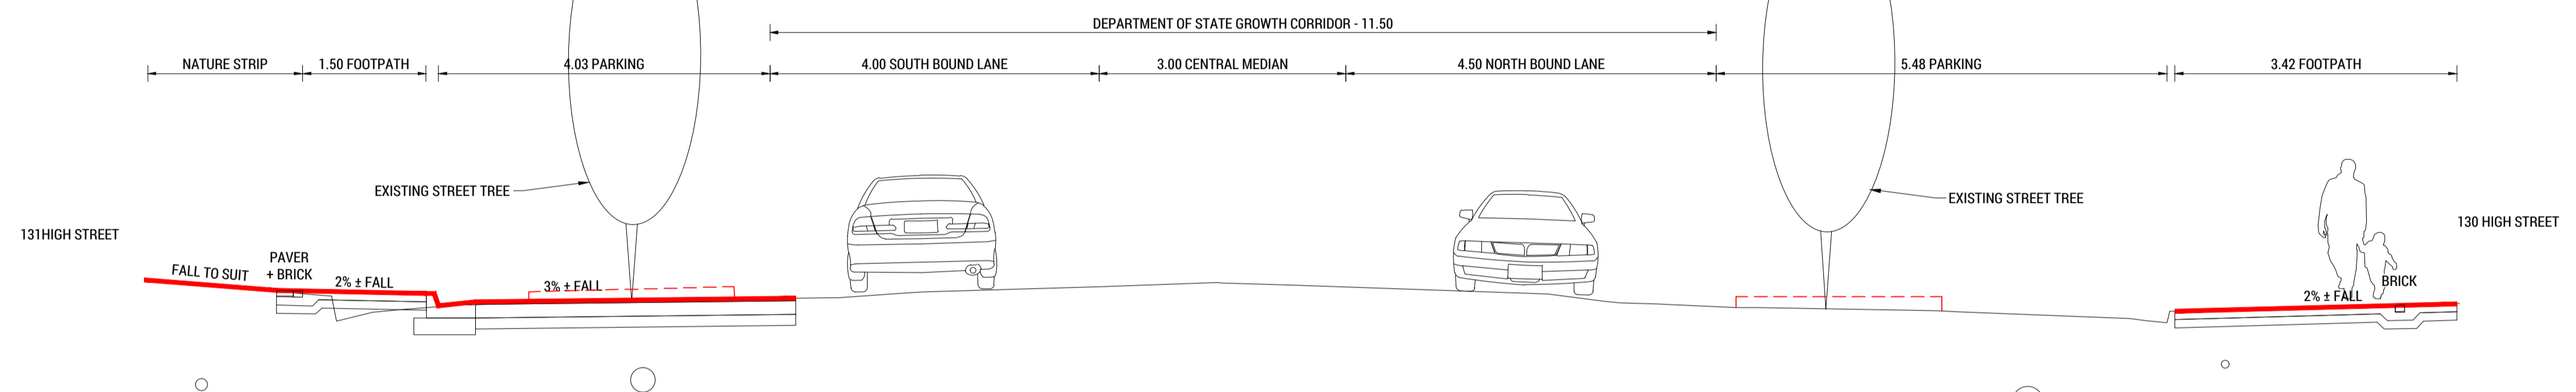 DEPARTMENT OF STATE GROWTH CORRIDOR - 11.50
NATURE STRIP
1.50 FOOTPATH
4.03 PARKING
4.00 SOUTH BOUND LANE
3.00 CENTRAL MEDIAN
4.50 NORTH BOUND LANE
5.48 PARKING
3.42 FOOTPATH
EXISTING STREET TREE
EXISTING STREET TREE
131HIGH STREET
130 HIGH STREET
FALL TO SUIT
PAVER
+ BRICK
2% ± FALL
3% ± FALL
BRICK
2% ± FALL